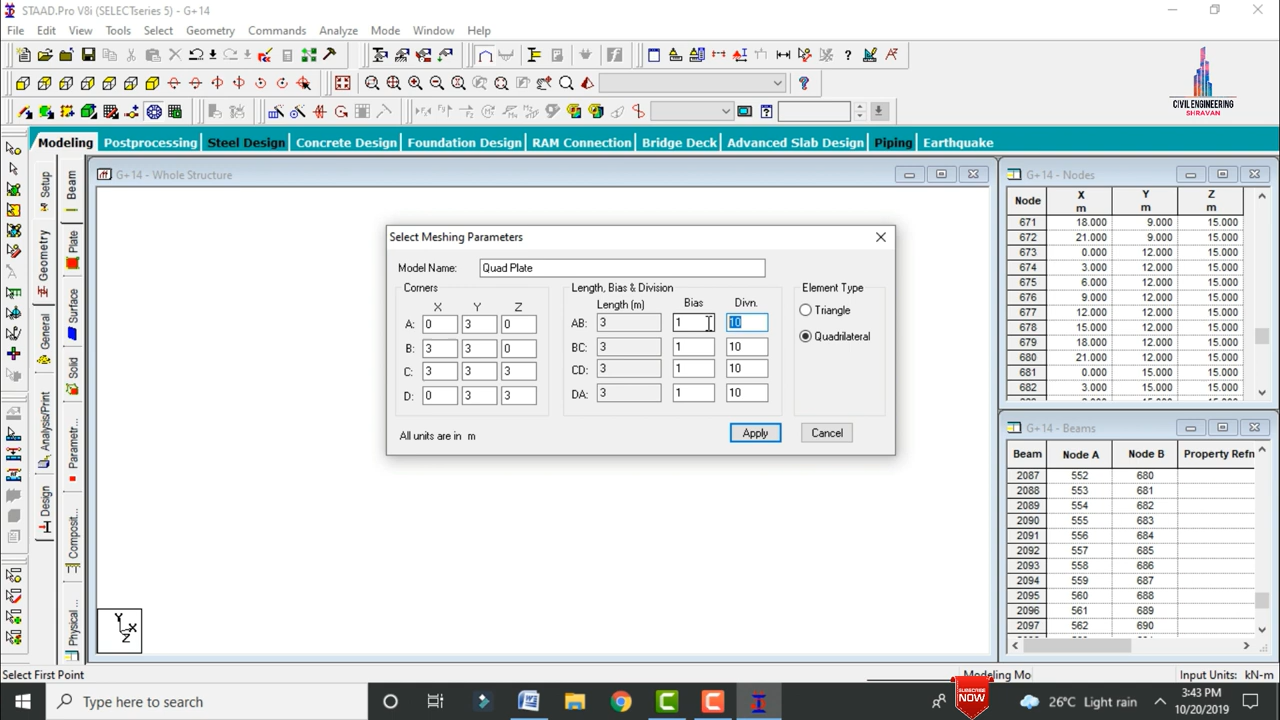 STAAD.Pro V8i (SELECTseries 5) - G+14
File Edit View Tools Select Geometry Commands Analyze Mode Window Help
CIVIL ENGINEERING
SHRAVAN
Modeling Postprocessing Steel Design Concrete Design Foundation Design RAM Connection Bridge Deck Advanced Slab Design Piping Earthquake
Setup
Geometry
General
Analysis/Print
Design
Beam
Plate
Surface
Solid
Parametr...
Composit...
Physical...
G+14 - Whole Structure
Select Meshing Parameters
Model Name: Quad Plate
Corners
X Y Z
A: 0 3 0
B: 3 3 0
C: 3 3 3
D: 0 3 3
All units are in m
Length, Bias & Division
Length (m) Bias Divn.
AB: 3 1 10
BC: 3 1 10
CD: 3 1 10
DA: 3 1 10
Element Type
Triangle
Quadrilateral
Apply Cancel
Y
X
Z
G+14 - Nodes
Node X m Y m Z m
671 18.000 9.000 15.000
672 21.000 9.000 15.000
673 0.000 12.000 15.000
674 3.000 12.000 15.000
675 6.000 12.000 15.000
676 9.000 12.000 15.000
677 12.000 12.000 15.000
678 15.000 12.000 15.000
679 18.000 12.000 15.000
680 21.000 12.000 15.000
681 0.000 15.000 15.000
682 3.000 15.000 15.000
G+14 - Beams
Beam Node A Node B Property Refn
2087 552 680
2088 553 681
2089 554 682
2090 555 683
2091 556 684
2092 557 685
2093 558 686
2094 559 687
2095 560 688
2096 561 689
2097 562 690
Select First Point
Modeling Mo
Input Units: kN-m
Type here to search
SUBSCRIBE
NOW
26°C Light rain
3:43 PM
10/20/2019